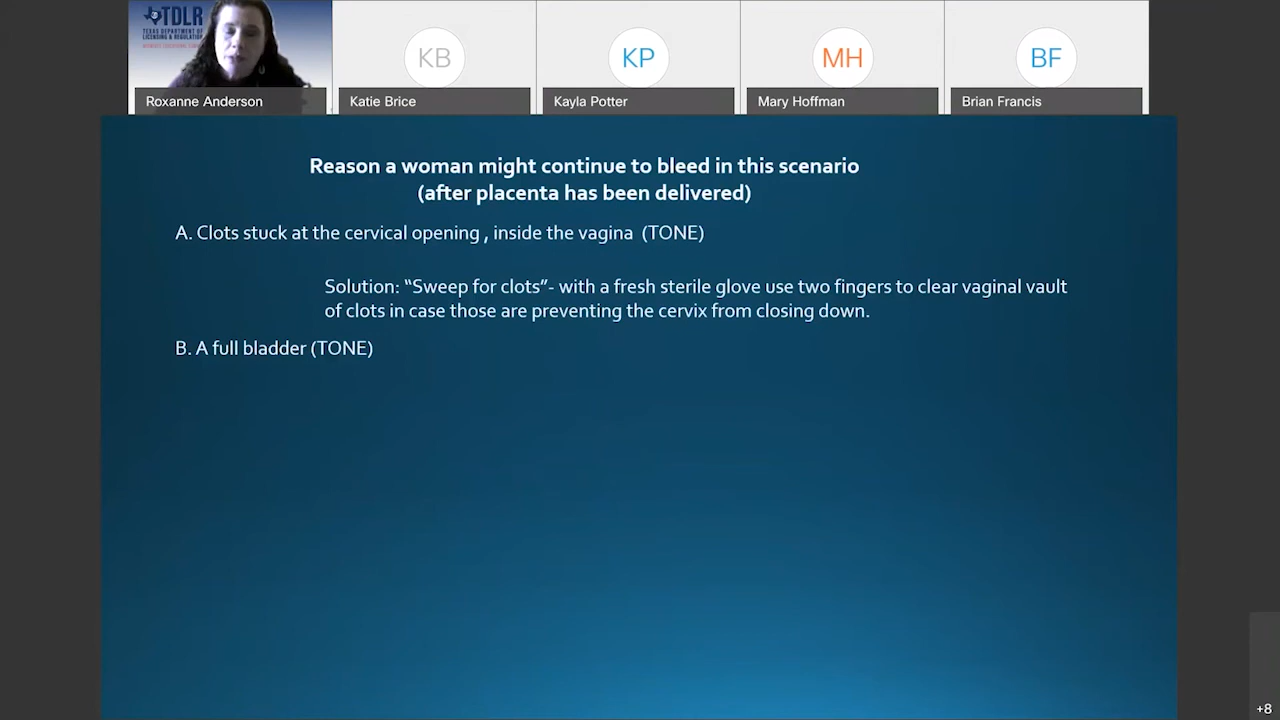 TDLR
TEXAS DEPARTMENT OF
LICENSING & REGULATION
KB
KP
MH
BF
Roxanne Anderson
Katie Brice
Kayla Potter
Mary Hoffman
Brian Francis
Reason a woman might continue to bleed in this scenario
(after placenta has been delivered)
A. Clots stuck at the cervical opening , inside the vagina (TONE)
Solution: “Sweep for clots”- with a fresh sterile glove use two fingers to clear vaginal vault
of clots in case those are preventing the cervix from closing down.
B. A full bladder (TONE)
+8